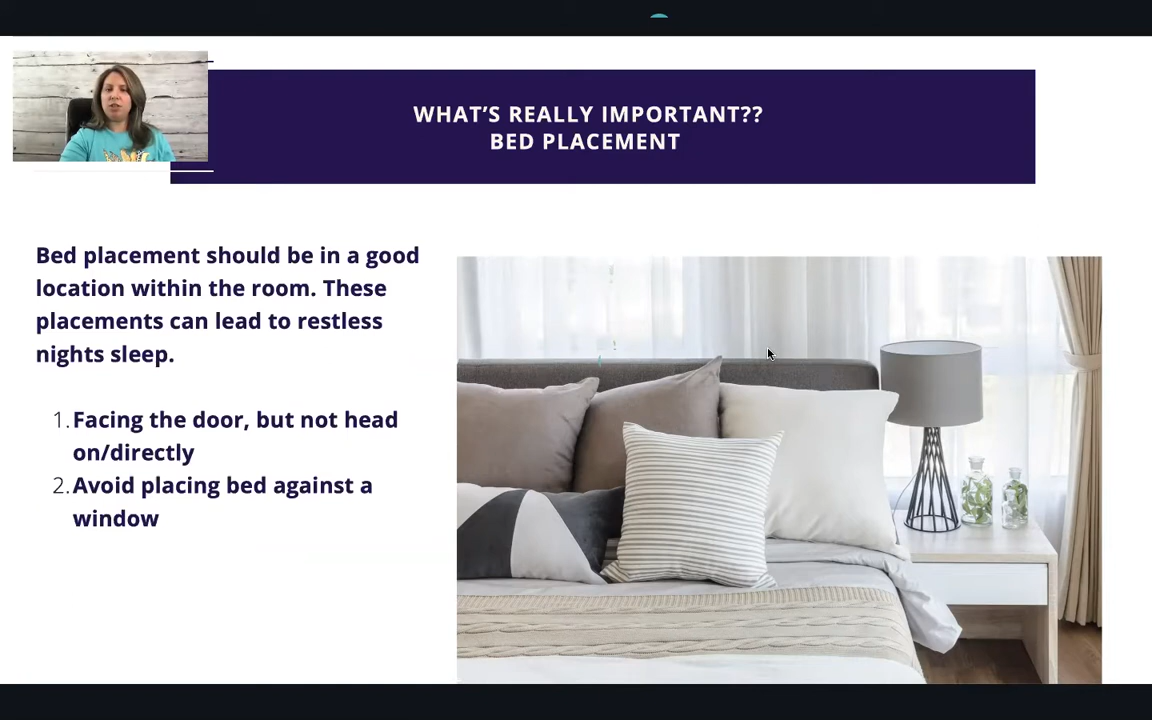 WHAT’S REALLY IMPORTANT??
BED PLACEMENT
Bed placement should be in a good
location within the room. These
placements can lead to restless
nights sleep.
1. Facing the door, but not head
on/directly
2. Avoid placing bed against a
window